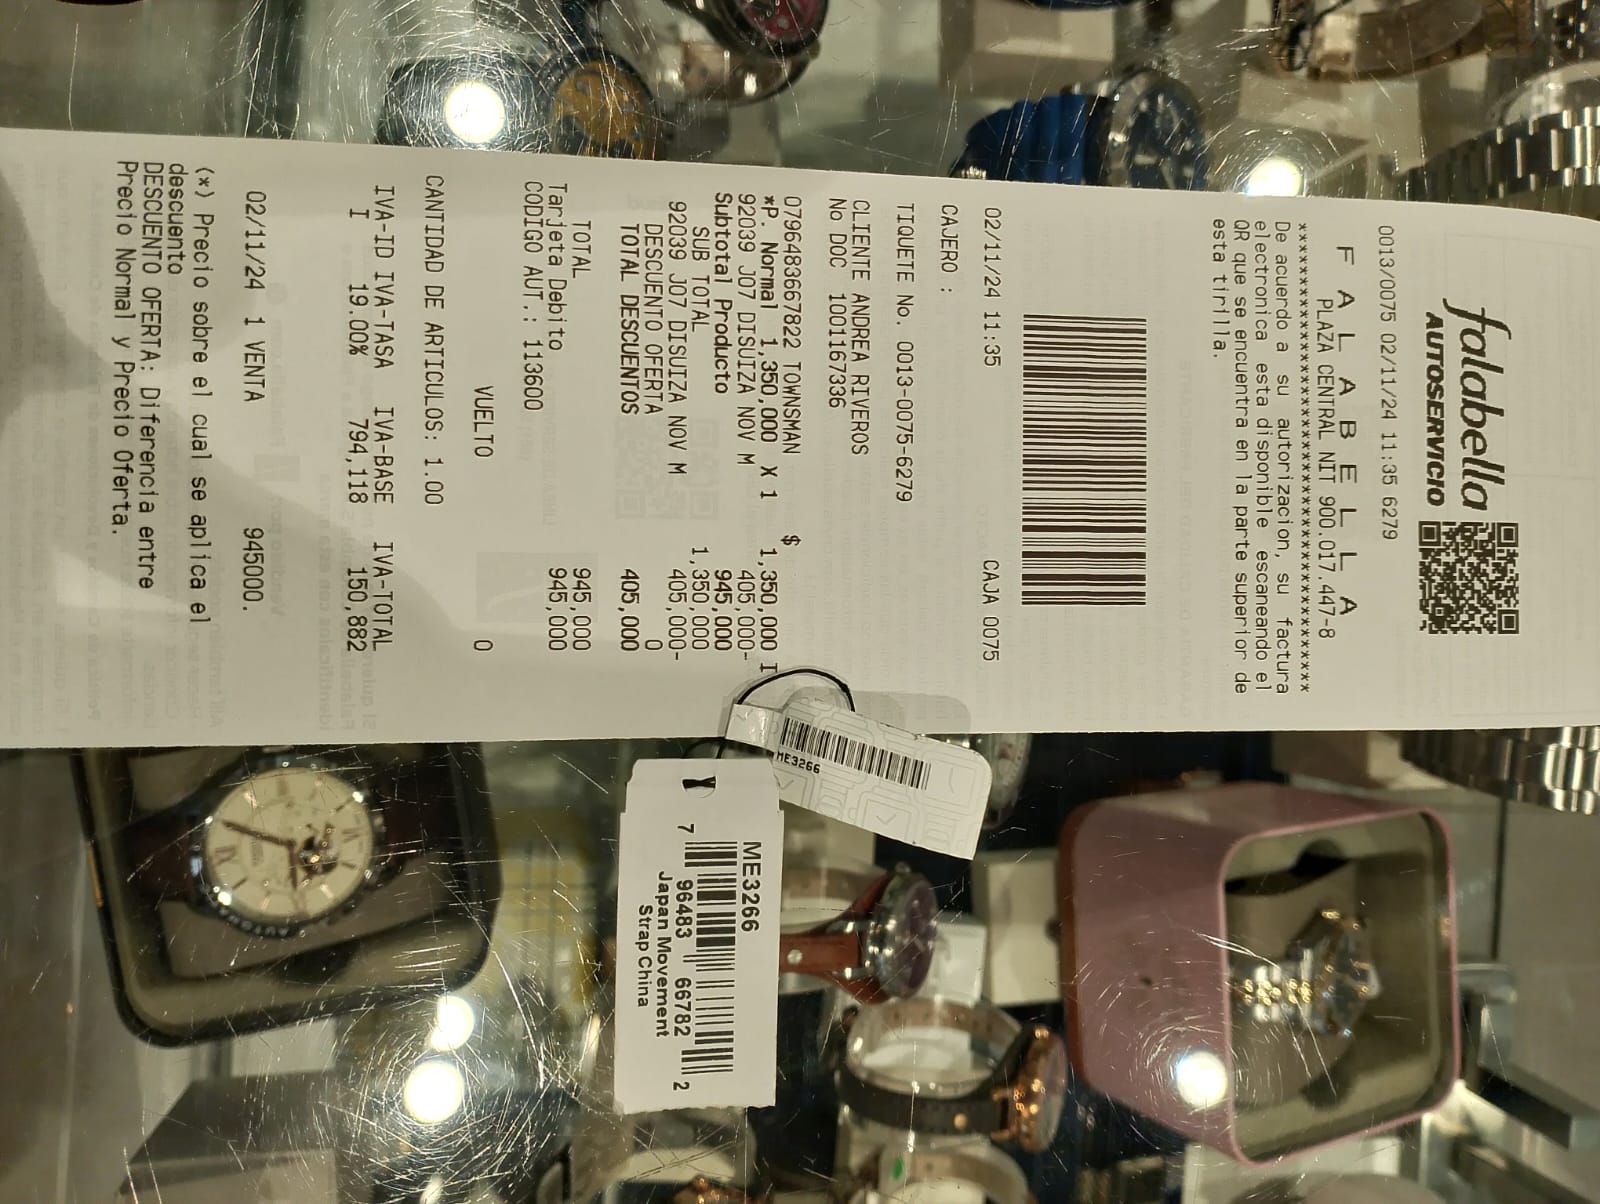 falabella
AUTOSERVICIO
0013/0075 02/11/24 11:35 6279
F A L A B E L L A
PLAZA CENTRAL NIT 900.017.447-8
****************************************
De acuerdo a su autorizacion, su factura
electronica esta disponible escaneando el
QR que se encuentra en la parte superior de
esta tirilla.
02/11/24 11:35 CAJA 0075
CAJERO :
TIQUETE No. 0013-0075-6279
CLIENTE ANDREA RIVEROS
No DOC 1001167336
0796483667822 TOWNSMAN $ 1,350,000 I
*P. Normal 1,350,000 X 1
92039 J07 DISUIZA NOV M 405,000-
Subtotal Producto 945,000
SUB TOTAL 1,350,000
92039 J07 DISUIZA NOV M 405,000-
DESCUENTO OFERTA 0
TOTAL DESCUENTOS 405,000
TOTAL 945,000
Tarjeta Debito 945,000
CODIGO AUT.: 113600
VUELTO 0
CANTIDAD DE ARTICULOS: 1.00
IVA-ID IVA-TASA IVA-BASE IVA-TOTAL
I 19.00% 794,118 150,882
02/11/24 1 VENTA 945000.
(*) Precio sobre el cual se aplica el
descuento
DESCUENTO OFERTA: Diferencia entre
Precio Normal y Precio Oferta.
ME3266
ME3266
7 96483 66782 2
Japan Movement
Strap China